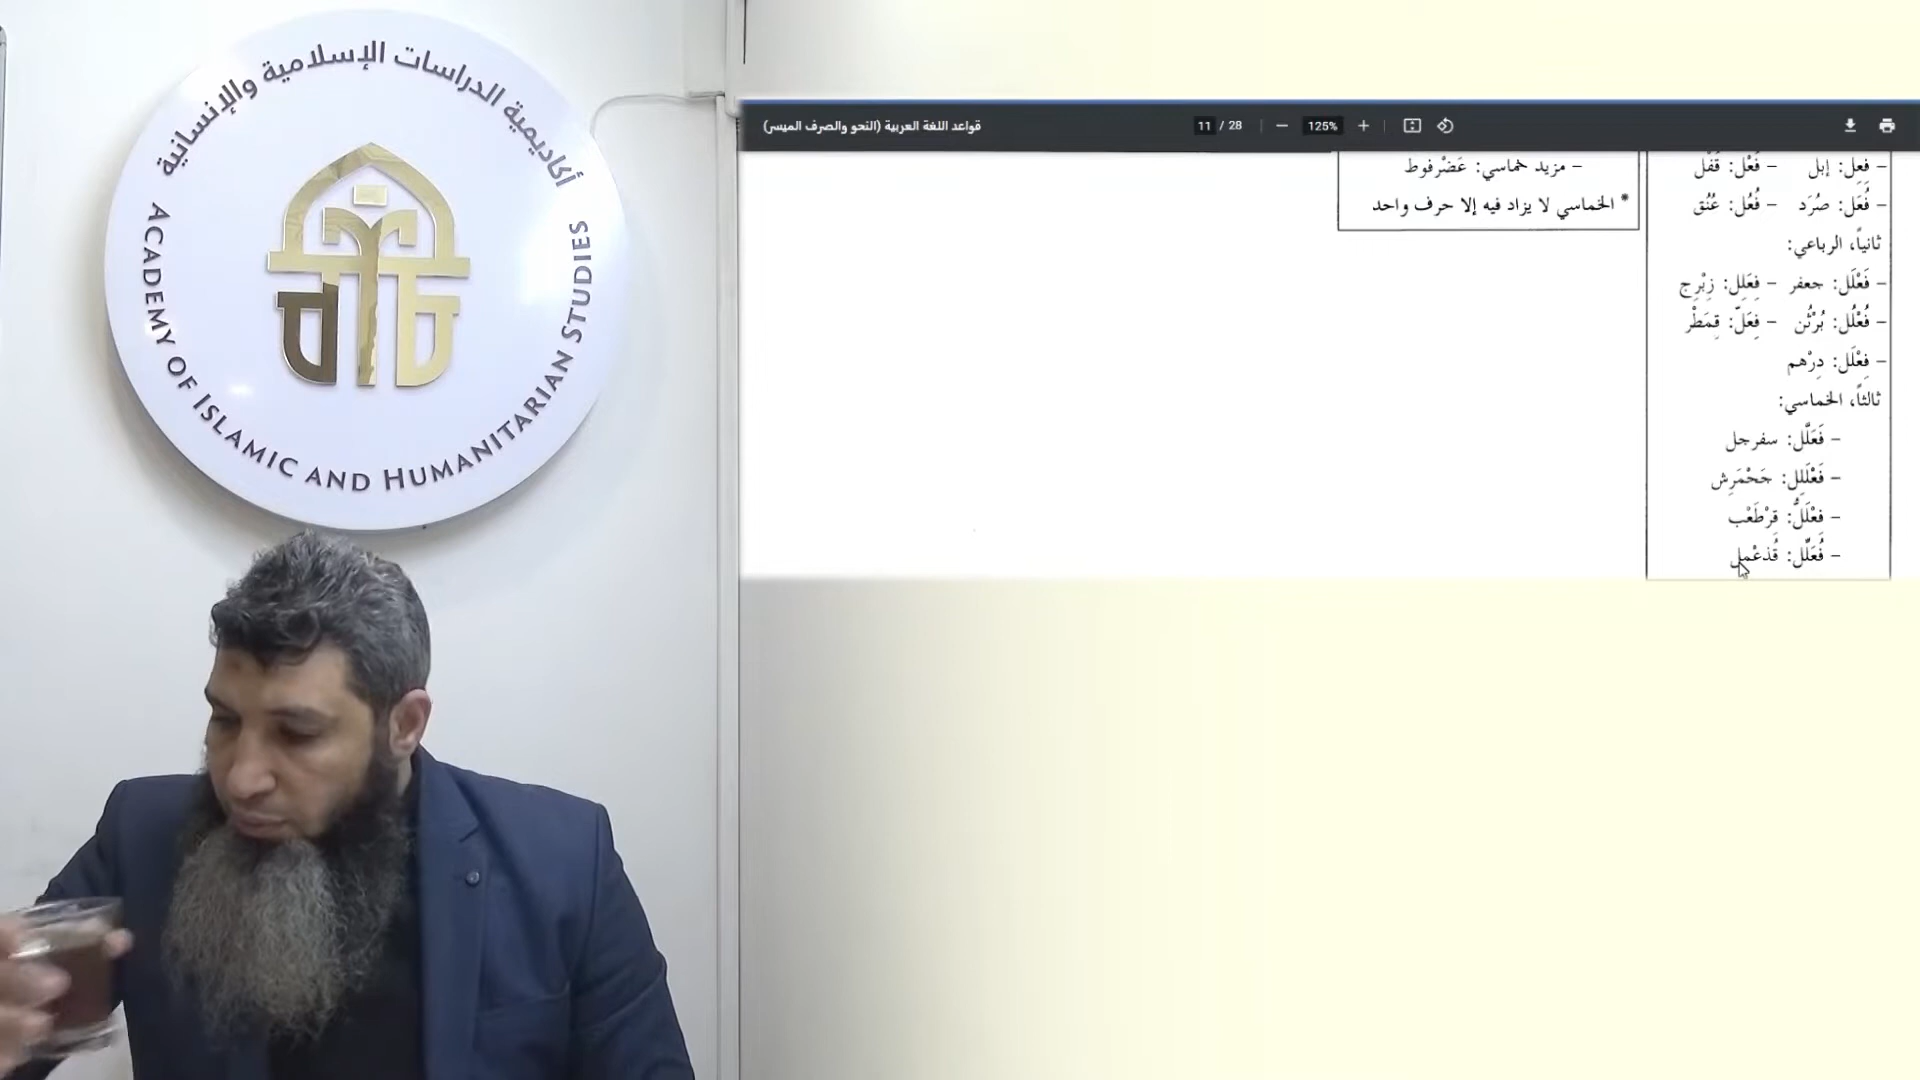 أكاديمية الدراسات الإسلامية والإنسانية
ACADEMY OF ISLAMIC AND HUMANITARIAN STUDIES
قواعد اللغة العربية (النحو والصرف الميسر)
11 / 28
125%
– فِعِل: إبل – فُعْل: قُفْل
– فُعَل: صُرَد – فُعُل: عُنُق
ثانياً، الرباعي:
– فَعْلَل: جعفر – فِعْلِل: زِبْرِج
– فُعْلُل: بُرْثُن – فِعَلّ: قِمَطْر
– فِعْلَل: دِرْهم
ثالثاً، الخماسي:
– فَعَلَّل: سفرجل
– فَعْلَلِل: جَحْمَرِش
– فِعْلَلّ: قِرْطَعْب
– فُعَلِّل: قُذَعْمِل
– مزيد خماسي: عَضْرفوط
* الخماسي لا يزاد فيه إلا حرف واحد